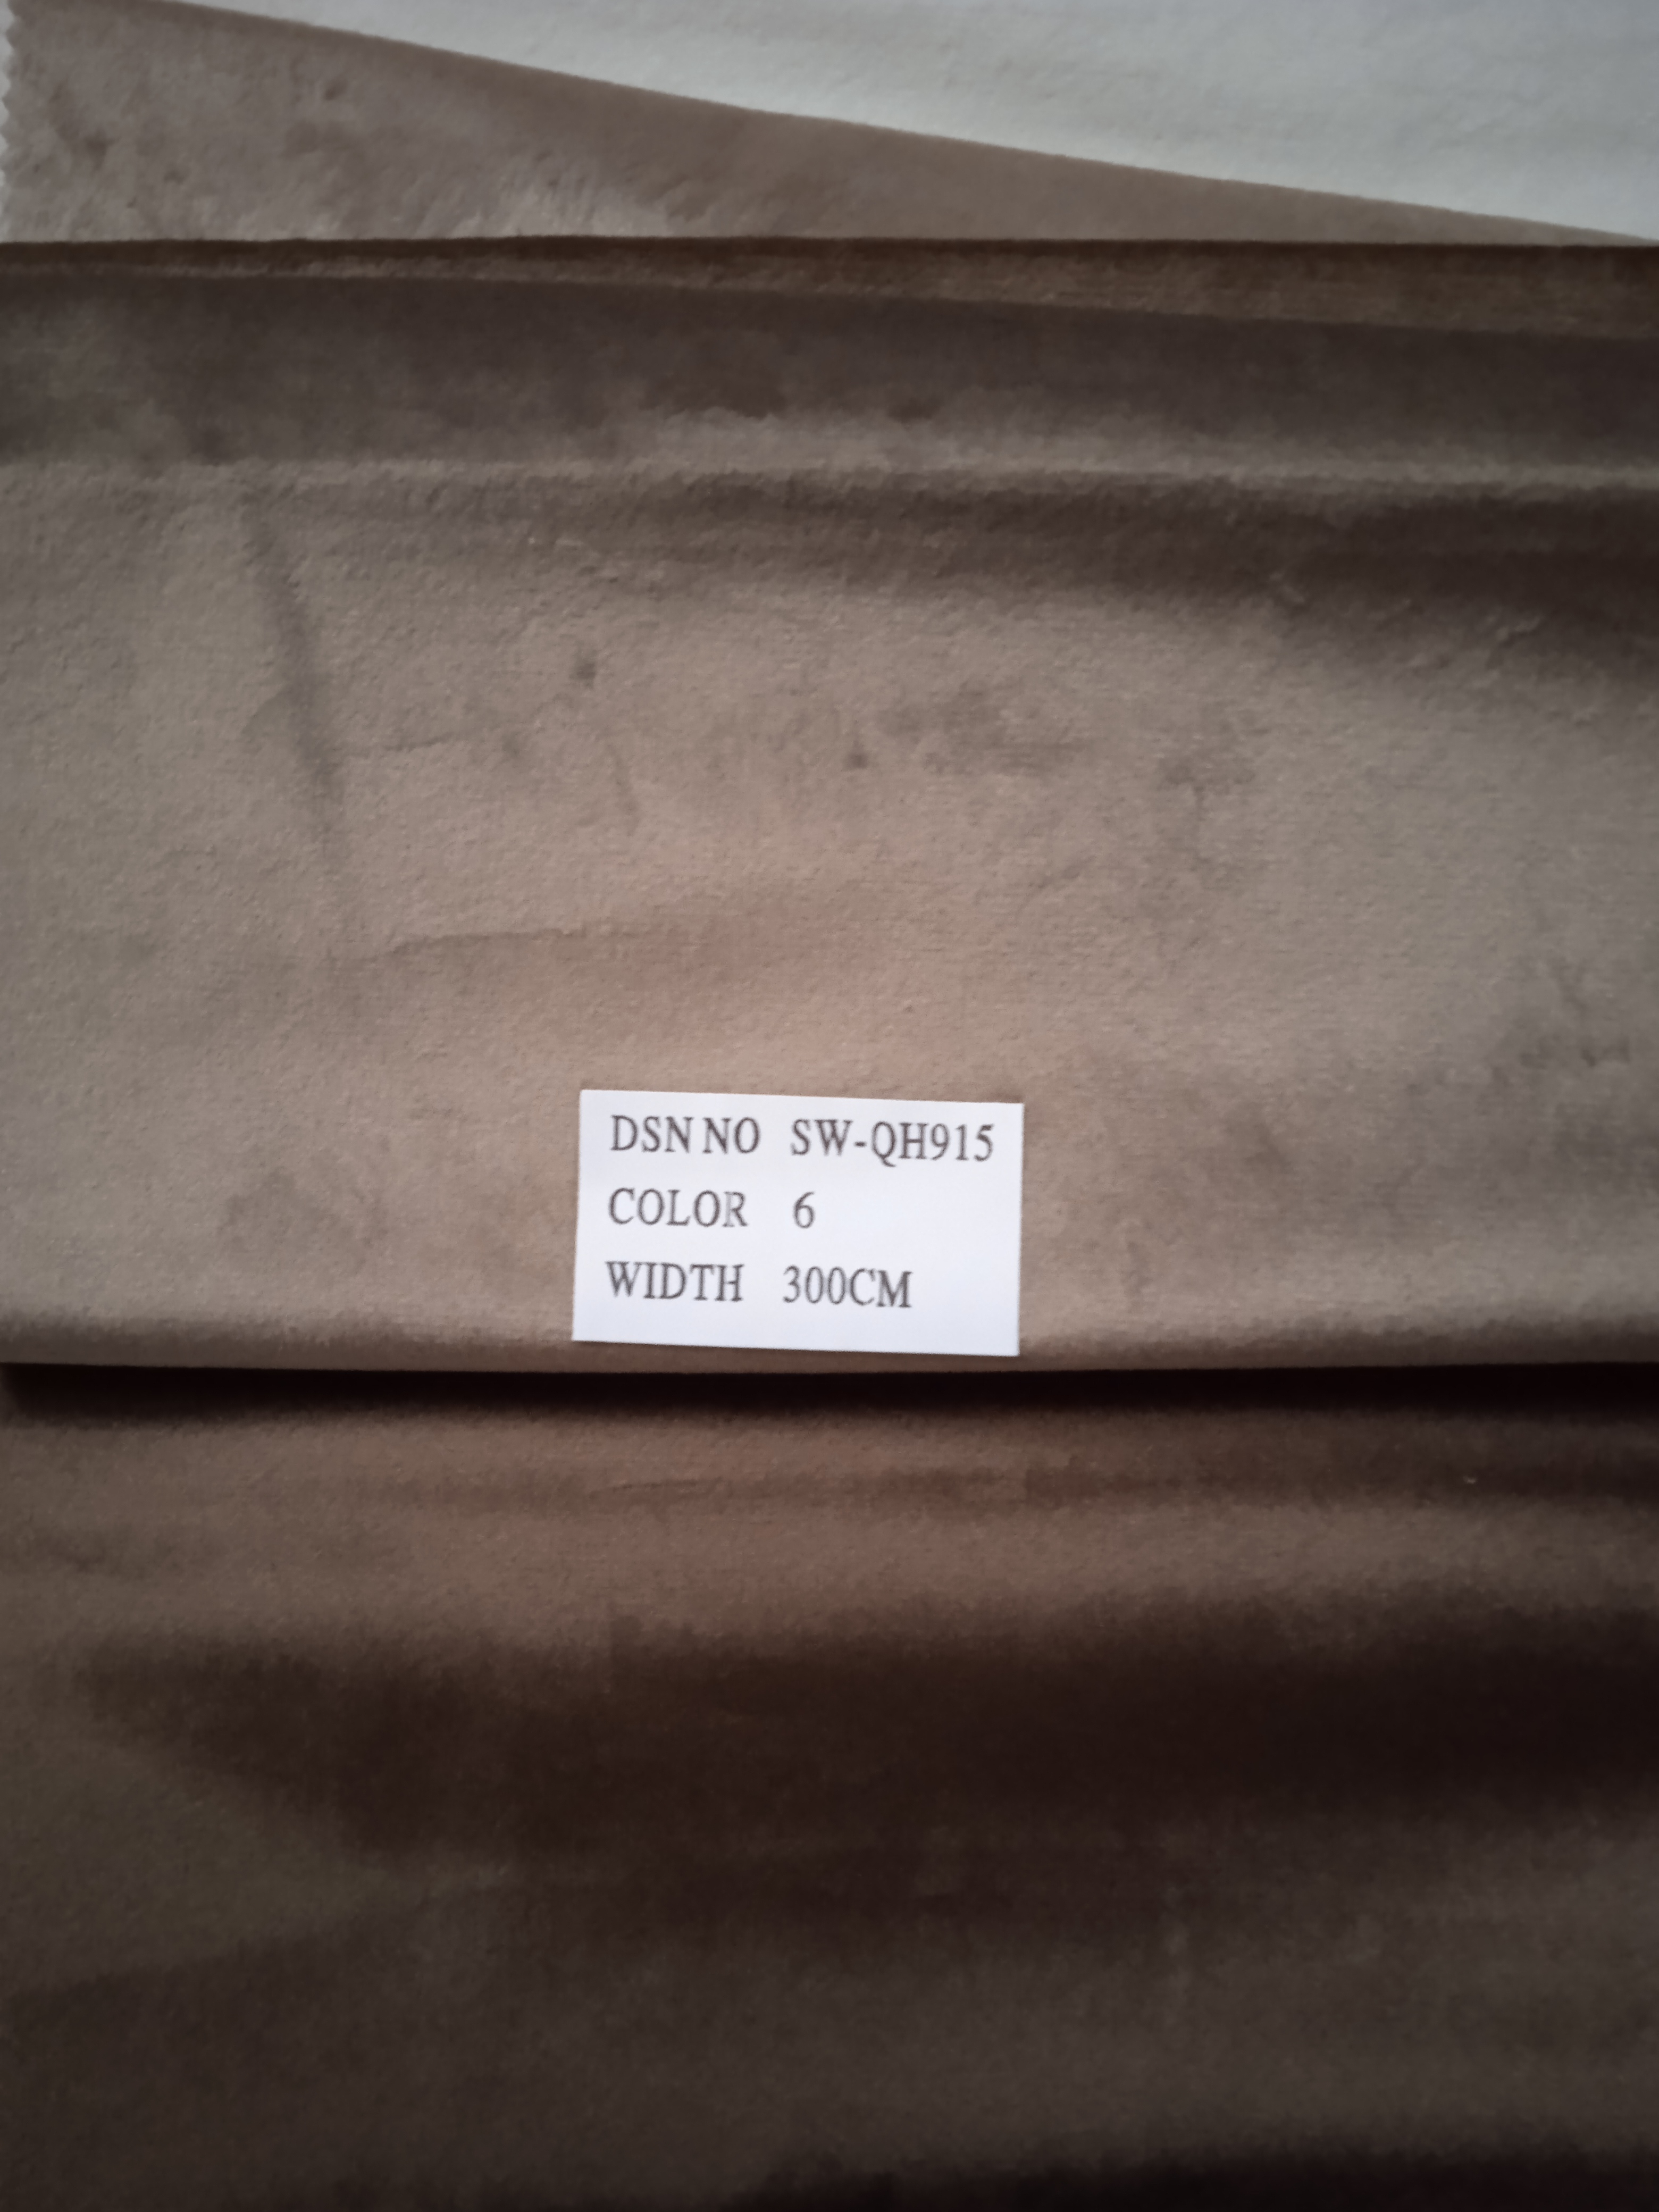 DSN NO SW-QH915
COLOR 6
WIDTH 300CM